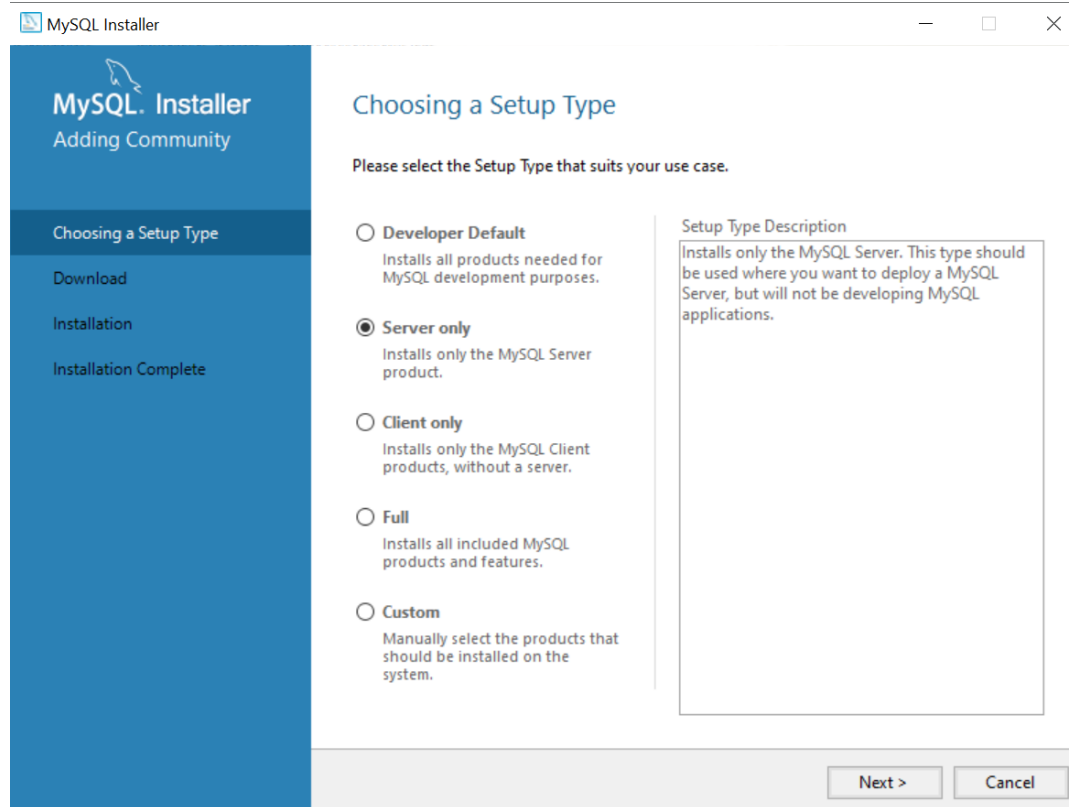 MySQL Installer
MySQL. Installer
Adding Community
Choosing a Setup Type
Download
Installation
Installation Complete
Choosing a Setup Type
Please select the Setup Type that suits your use case.
Developer Default
Installs all products needed for
MySQL development purposes.
Server only
Installs only the MySQL Server
product.
Client only
Installs only the MySQL Client
products, without a server.
Full
Installs all included MySQL
products and features.
Custom
Manually select the products that
should be installed on the
system.
Setup Type Description
Installs only the MySQL Server. This type should
be used where you want to deploy a MySQL
Server, but will not be developing MySQL
applications.
Next >
Cancel